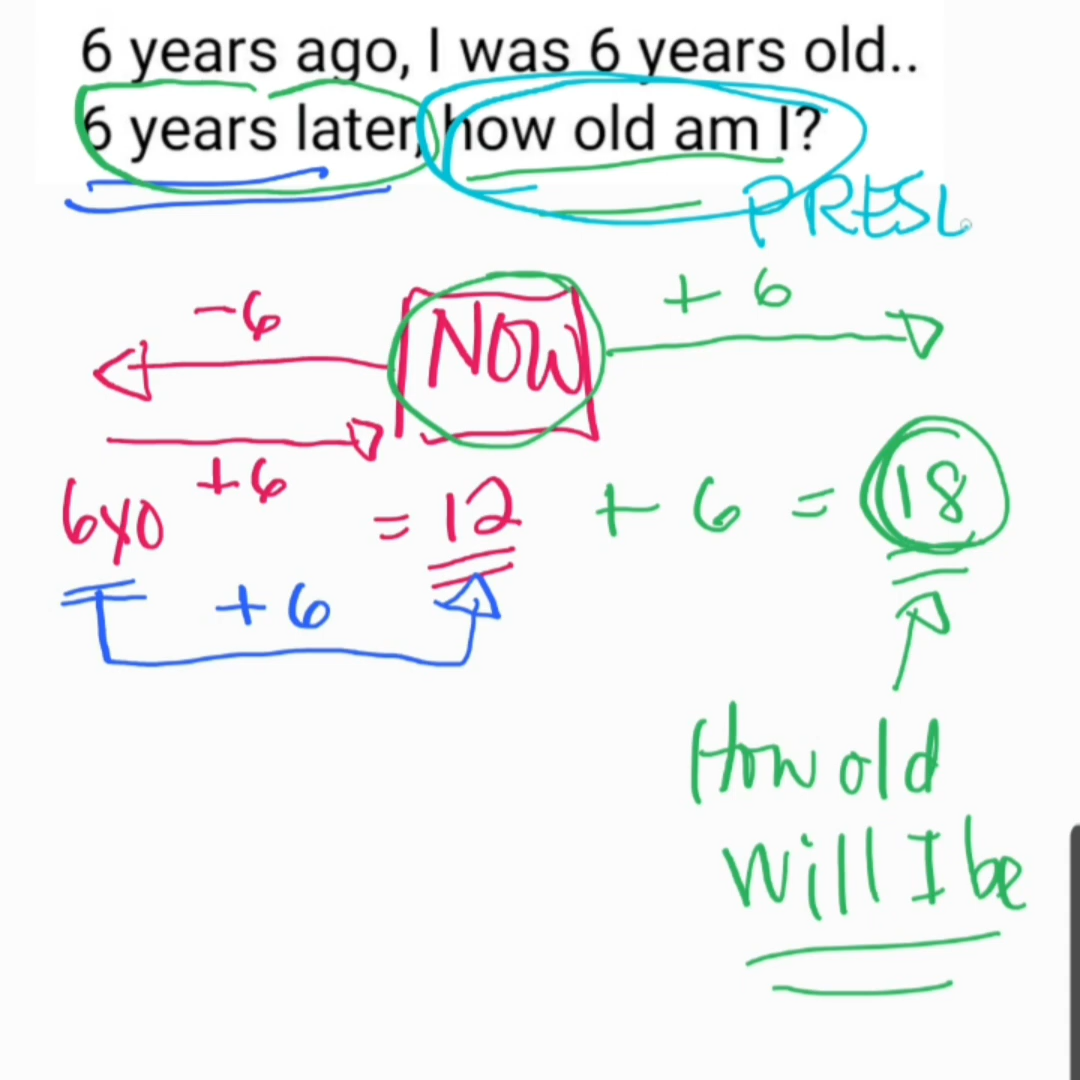 6 years ago, I was 6 years old..
6 years later, how old am I?
PRESL
-6
NOW
+ 6
+6
6yo
= 12
+ 6 = 18
+ 6
How old
will I be